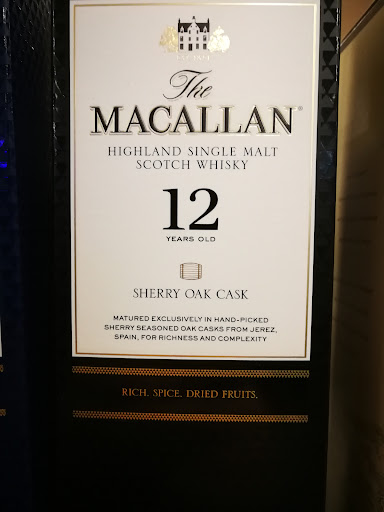 The
MACALLAN®
HIGHLAND SINGLE MALT
SCOTCH WHISKY
12
YEARS OLD
SHERRY OAK CASK
MATURED EXCLUSIVELY IN HAND-PICKED
SHERRY SEASONED OAK CASKS FROM JEREZ,
SPAIN, FOR RICHNESS AND COMPLEXITY
RICH. SPICE. DRIED FRUITS.